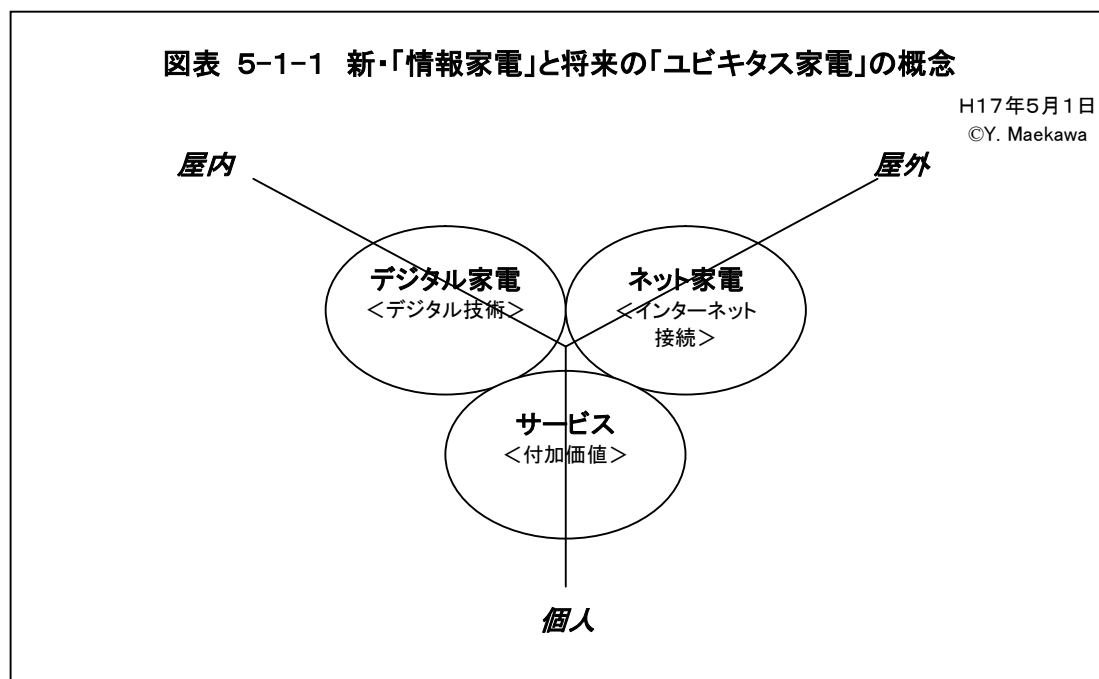 図表 5-1-1 新・「情報家電」と将来の「ユビキタス家電」の概念
H17年5月1日
©Y. Maekawa
屋内
屋外
デジタル家電
＜デジタル技術＞
ネット家電
＜インターネット
接続＞
サービス
＜付加価値＞
個人